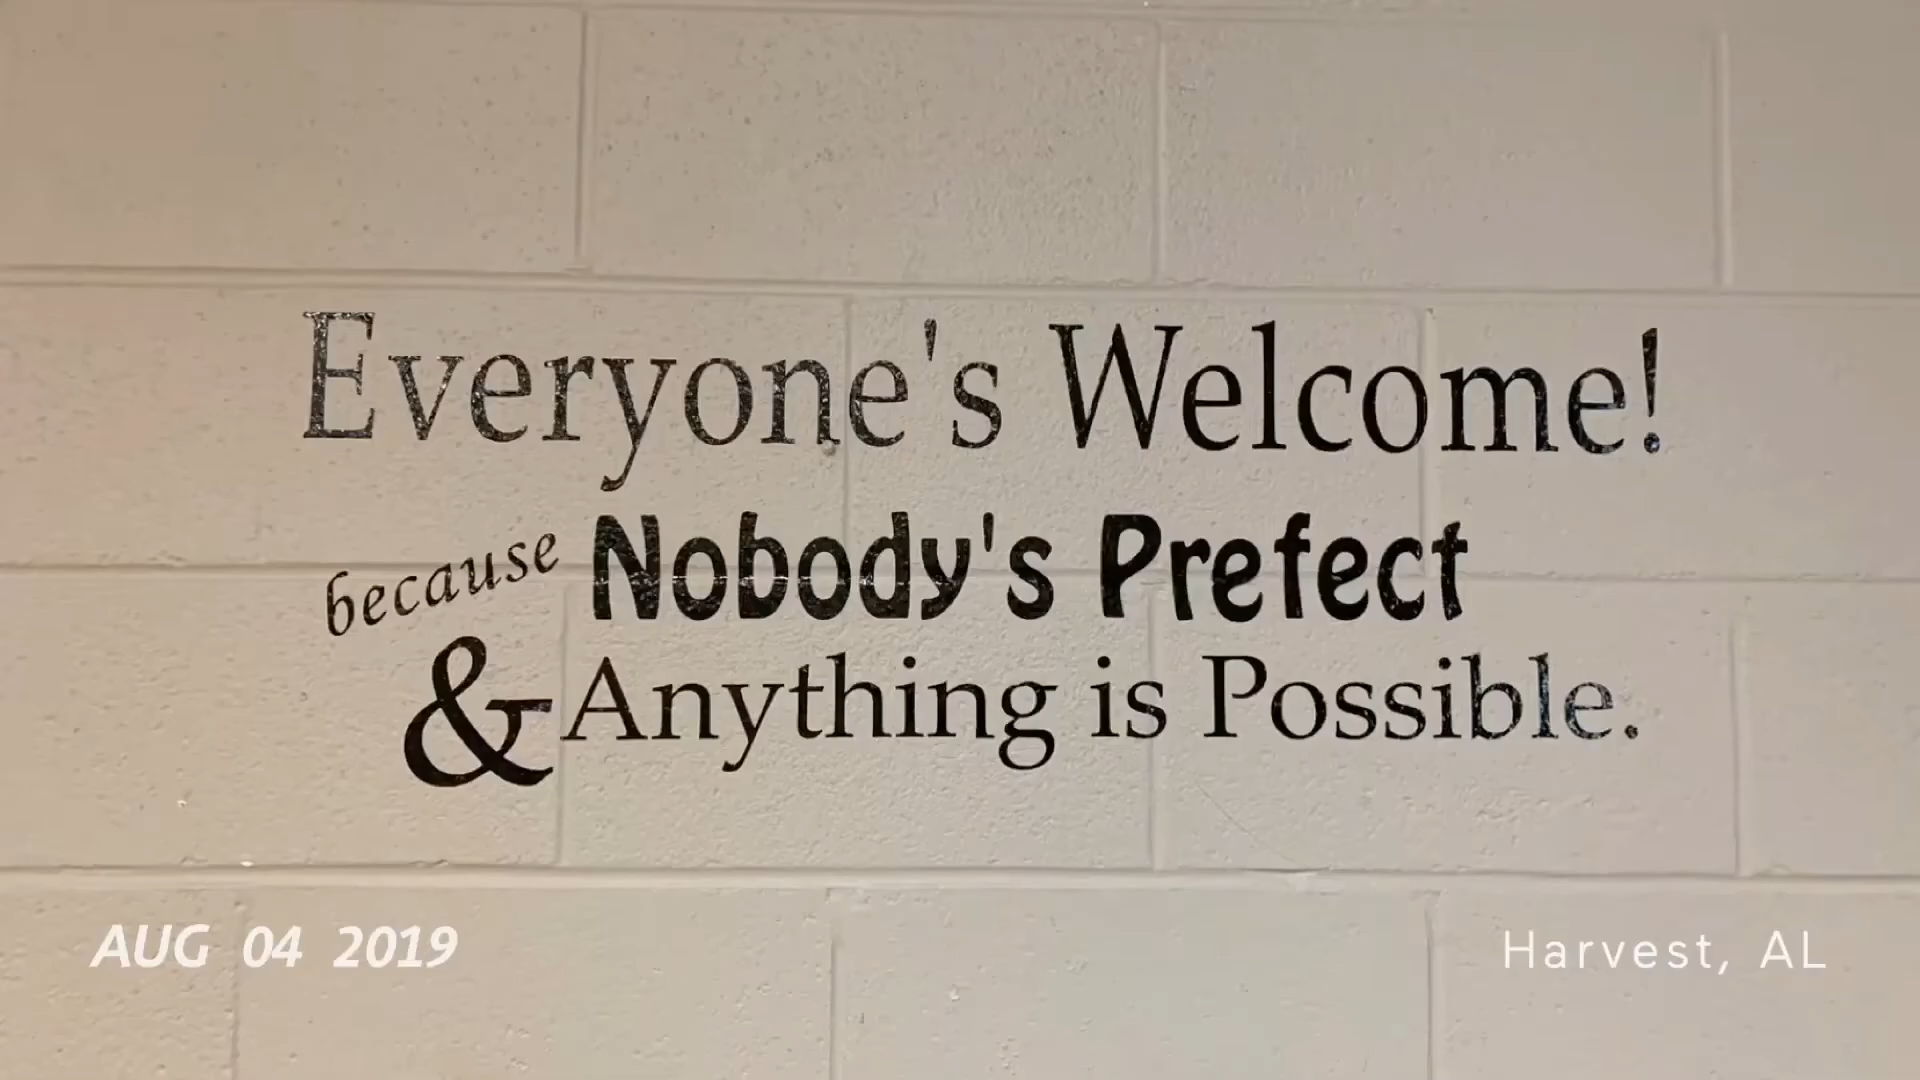 Everyone's Welcome!
because Nobody's Prefect
& Anything is Possible.
AUG 04 2019
Harvest, AL